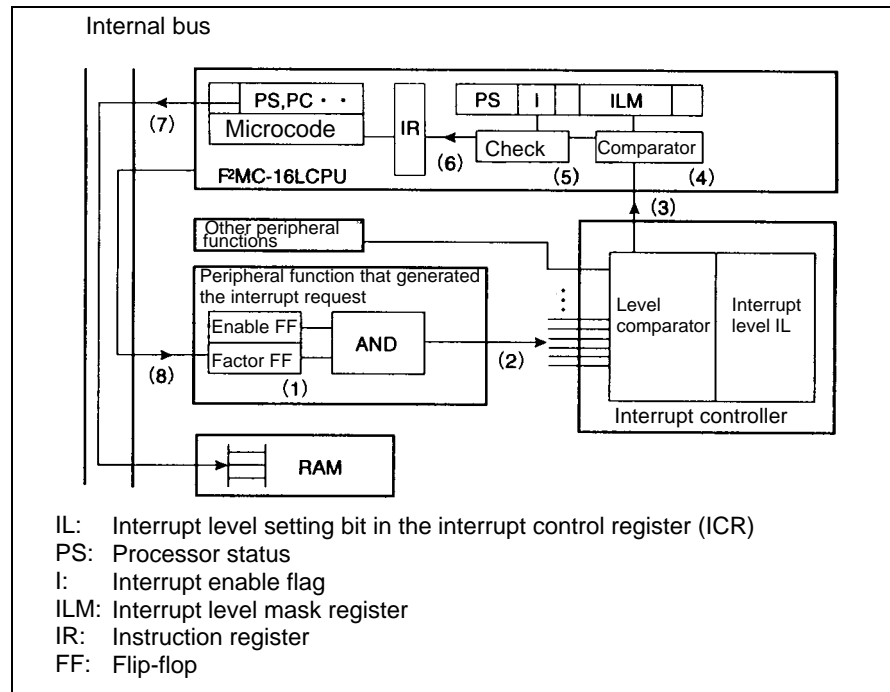 Internal bus
PS,PC・・
PS
I
ILM
(7)
Microcode
IR
(6)
Check
Comparator
(5)
(4)
F²MC-16LCPU
(3)
Other peripheral
functions
Peripheral function that generated
the interrupt request
Enable FF
AND
Factor FF
(8)
(1)
(2)
Level
comparator
Interrupt
level IL
Interrupt controller
RAM
IL: Interrupt level setting bit in the interrupt control register (ICR)
PS: Processor status
I: Interrupt enable flag
ILM: Interrupt level mask register
IR: Instruction register
FF: Flip-flop